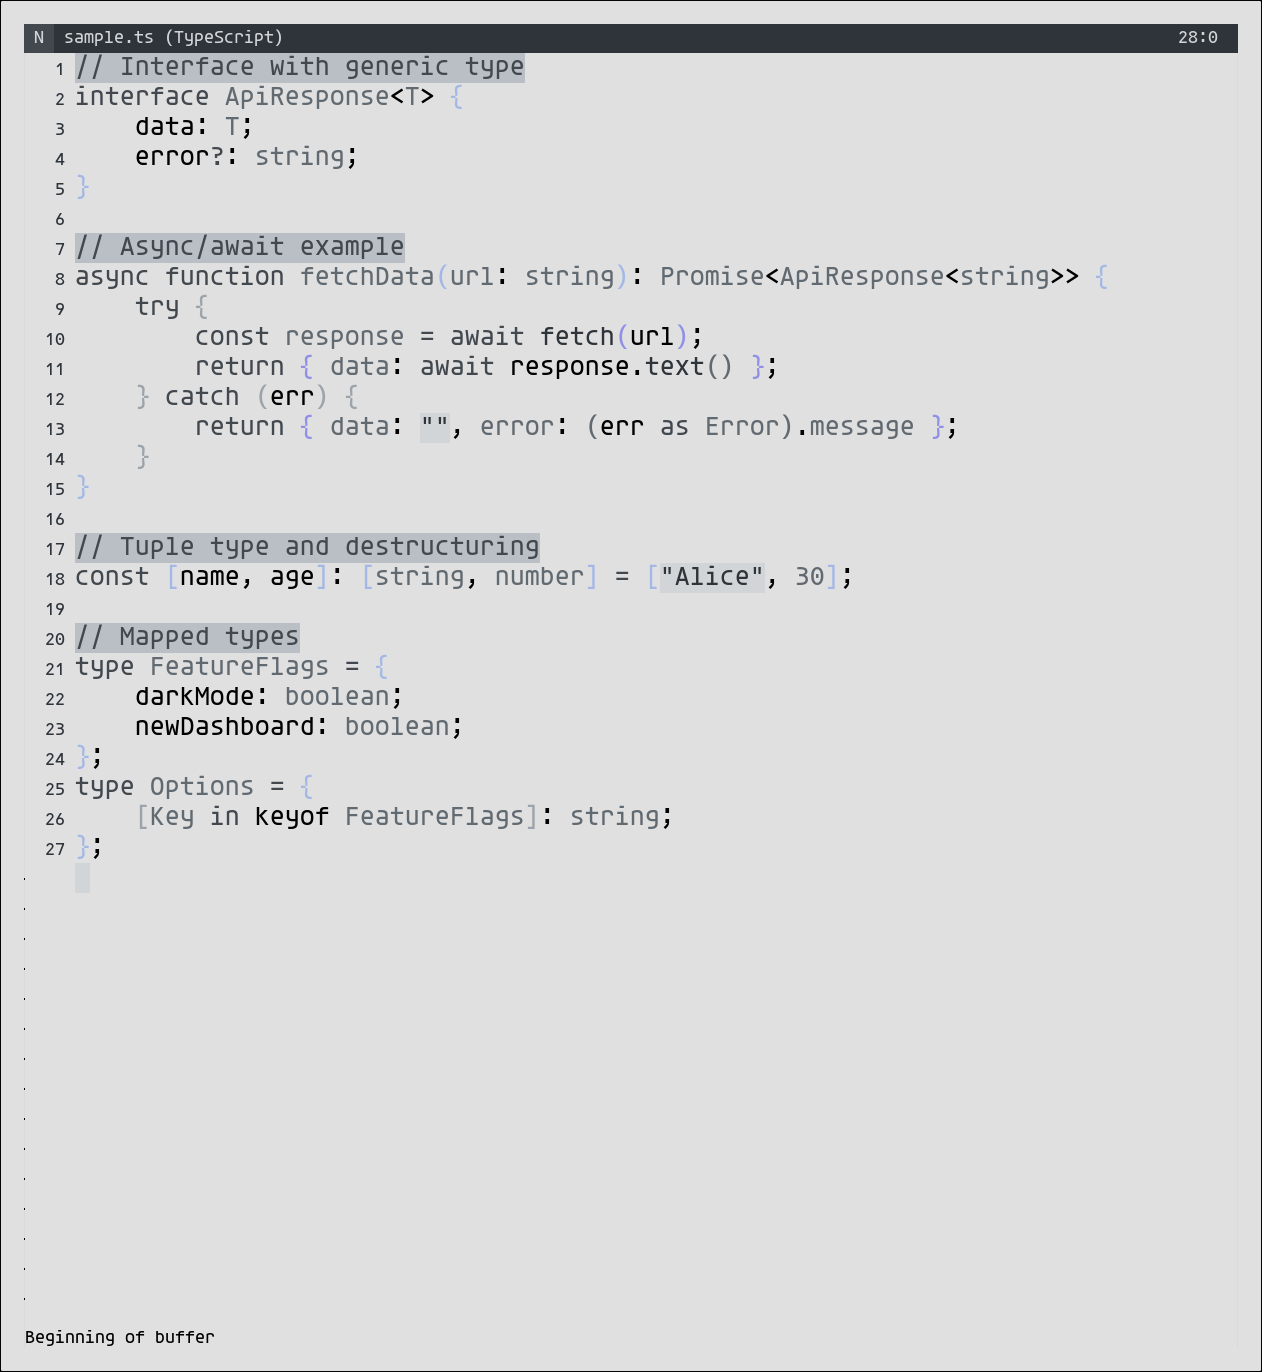 N sample.ts (TypeScript) 28:0
1 // Interface with generic type
2 interface ApiResponse<T> {
3     data: T;
4     error?: string;
5 }
6
7 // Async/await example
8 async function fetchData(url: string): Promise<ApiResponse<string>> {
9     try {
10         const response = await fetch(url);
11         return { data: await response.text() };
12     } catch (err) {
13         return { data: "", error: (err as Error).message };
14     }
15 }
16
17 // Tuple type and destructuring
18 const [name, age]: [string, number] = ["Alice", 30];
19
20 // Mapped types
21 type FeatureFlags = {
22     darkMode: boolean;
23     newDashboard: boolean;
24 };
25 type Options = {
26     [Key in keyof FeatureFlags]: string;
27 };
Beginning of buffer